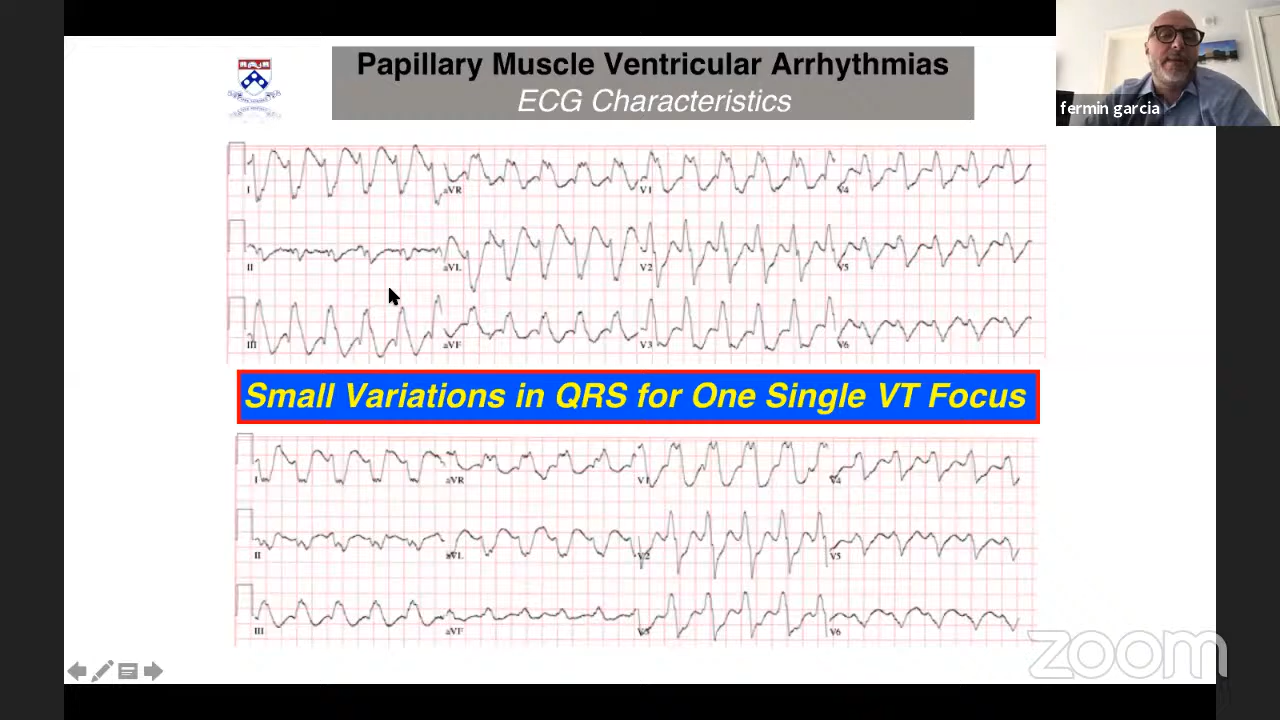 Papillary Muscle Ventricular Arrhythmias
ECG Characteristics
fermin garcia
I
aVR
V1
V4
II
aVL
V2
V5
III
aVF
V3
V6
Small Variations in QRS for One Single VT Focus
I
aVR
V1
V4
II
aVL
V2
V5
III
aVF
V3
V6
zoom